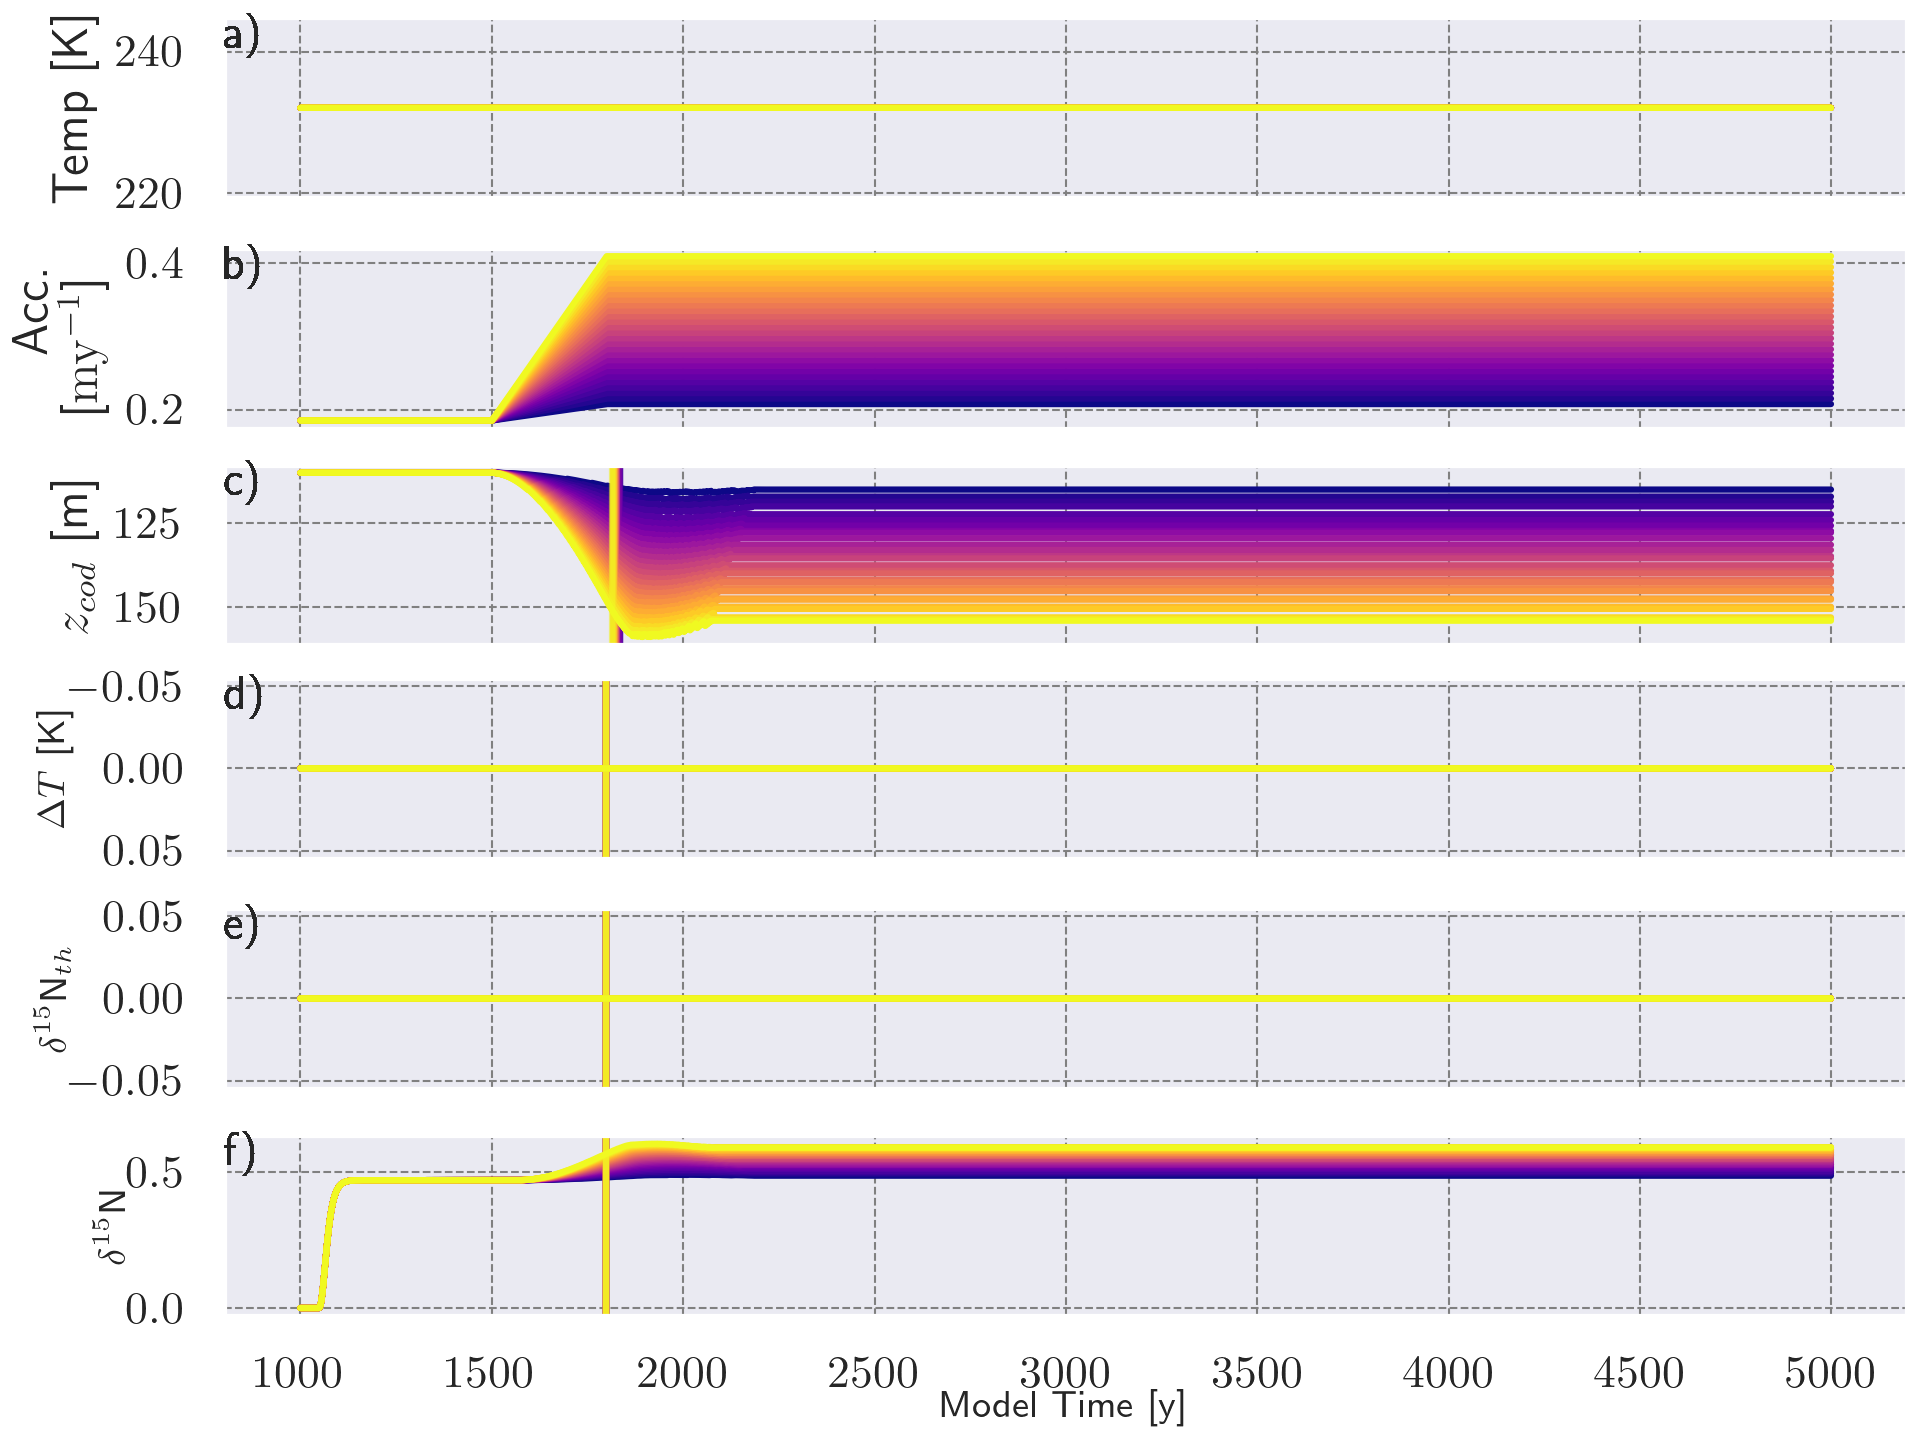 a)
Temp [K]
240
220
b)
Acc.
[my⁻¹]
0.4
0.2
c)
z_cod [m]
125
150
d)
ΔT [K]
−0.05
0.00
0.05
e)
δ¹⁵N_th
0.05
0.00
−0.05
f)
δ¹⁵N
0.5
0.0
1000 1500 2000 2500 3000 3500 4000 4500 5000
Model Time [y]